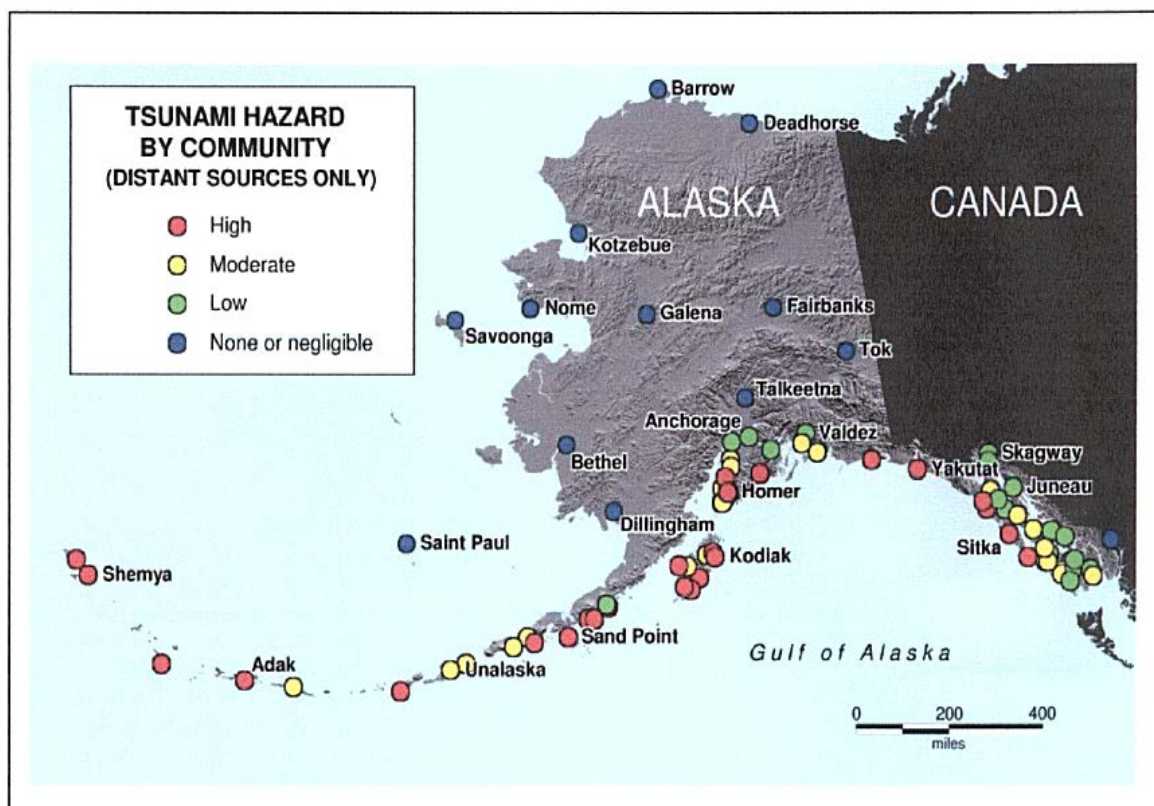 TSUNAMI HAZARD
BY COMMUNITY
(DISTANT SOURCES ONLY)
High
Moderate
Low
None or negligible
Barrow
Deadhorse
ALASKA
CANADA
Kotzebue
Nome
Savoonga
Galena
Fairbanks
Tok
Talkeetna
Anchorage
Valdez
Bethel
Homer
Yakutat
Skagway
Juneau
Dillingham
Saint Paul
Kodiak
Sitka
Shemya
Sand Point
Unalaska
Adak
Gulf of Alaska
0 200 400
miles